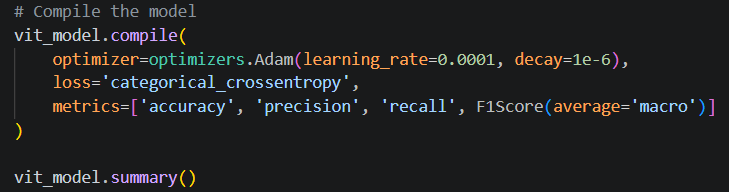 # Compile the model
vit_model.compile(
    optimizer=optimizers.Adam(learning_rate=0.0001, decay=1e-6),
    loss='categorical_crossentropy',
    metrics=['accuracy', 'precision', 'recall', F1Score(average='macro')]
)
vit_model.summary()